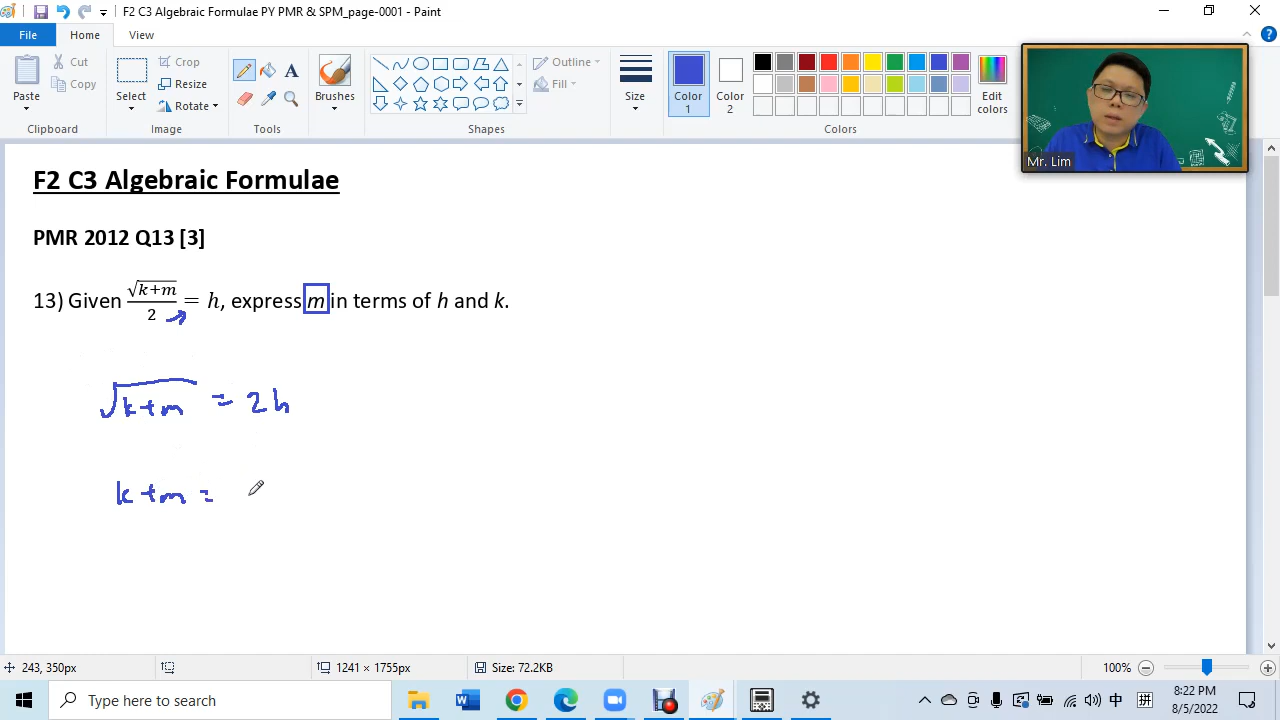 F2 C3 Algebraic Formulae PY PMR & SPM_page-0001 - Paint
File Home View
Paste Cut Copy Clipboard
Select Crop Resize Rotate Image
A Tools
Brushes
Outline Fill Shapes
Size
Color 1 Color 2 Edit colors Colors
Mr. Lim
F2 C3 Algebraic Formulae
PMR 2012 Q13 [3]
13) Given √(k+m)/2 = h, express m in terms of h and k.
√(k+m) = 2h
k+m =
243, 350px 1241 × 1755px Size: 72.2KB 100%
Type here to search
中 拼 8:22 PM
8/5/2022